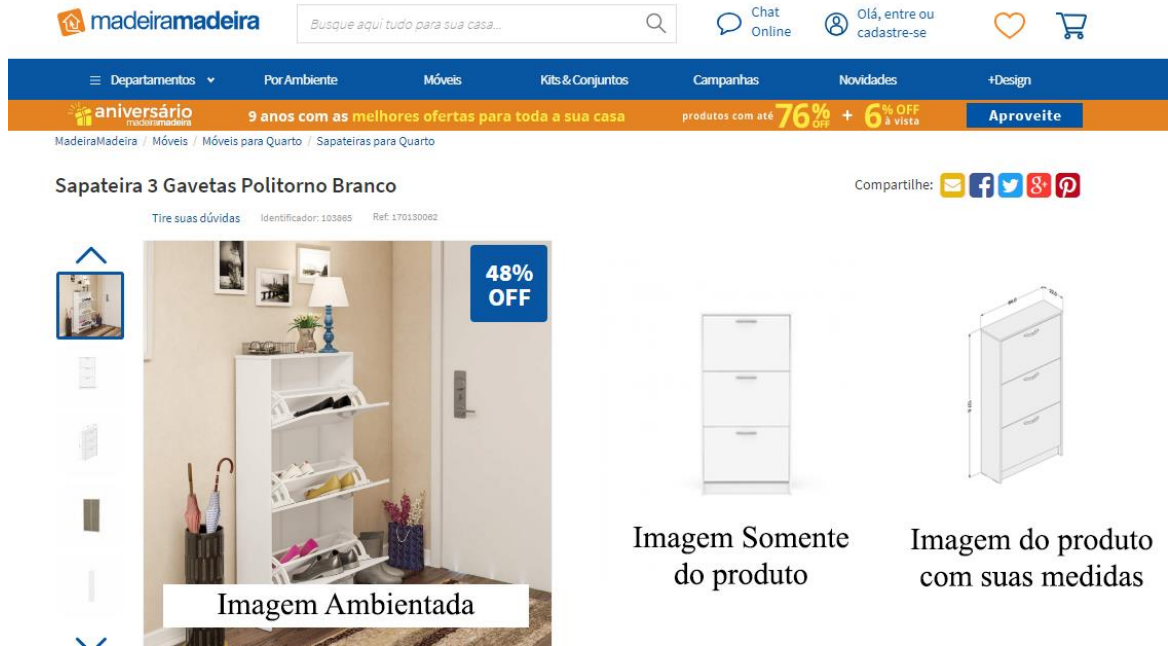 madeiramadeira
Busque aqui tudo para sua casa...
Chat Online
Olá, entre ou cadastre-se
Departamentos
Por Ambiente
Móveis
Kits & Conjuntos
Campanhas
Novidades
+Design
aniversário
madeiramadeira
9 anos com as melhores ofertas para toda a sua casa
produtos com até 76% OFF + 6% OFF à vista
Aproveite
MadeiraMadeira / Móveis / Móveis para Quarto / Sapateiras para Quarto
Sapateira 3 Gavetas Politorno Branco
Compartilhe:
Tire suas dúvidas
Identificador: 103865
Ref: 170130062
48%
OFF
Imagem Ambientada
Imagem Somente
do produto
Imagem do produto
com suas medidas